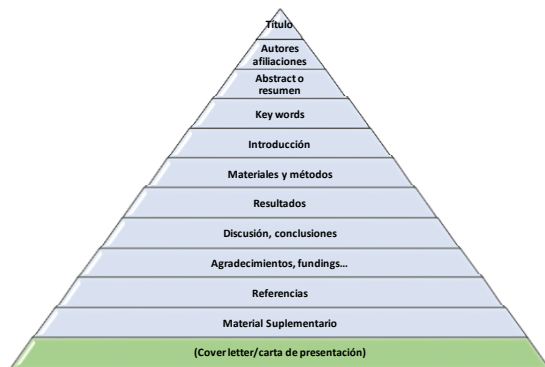 Título
Autores
afiliaciones
Abstract o
resumen
Key words
Introducción
Materiales y métodos
Resultados
Discusión, conclusiones
Agradecimientos, fundings...
Referencias
Material Suplementario
(Cover letter/carta de presentación)